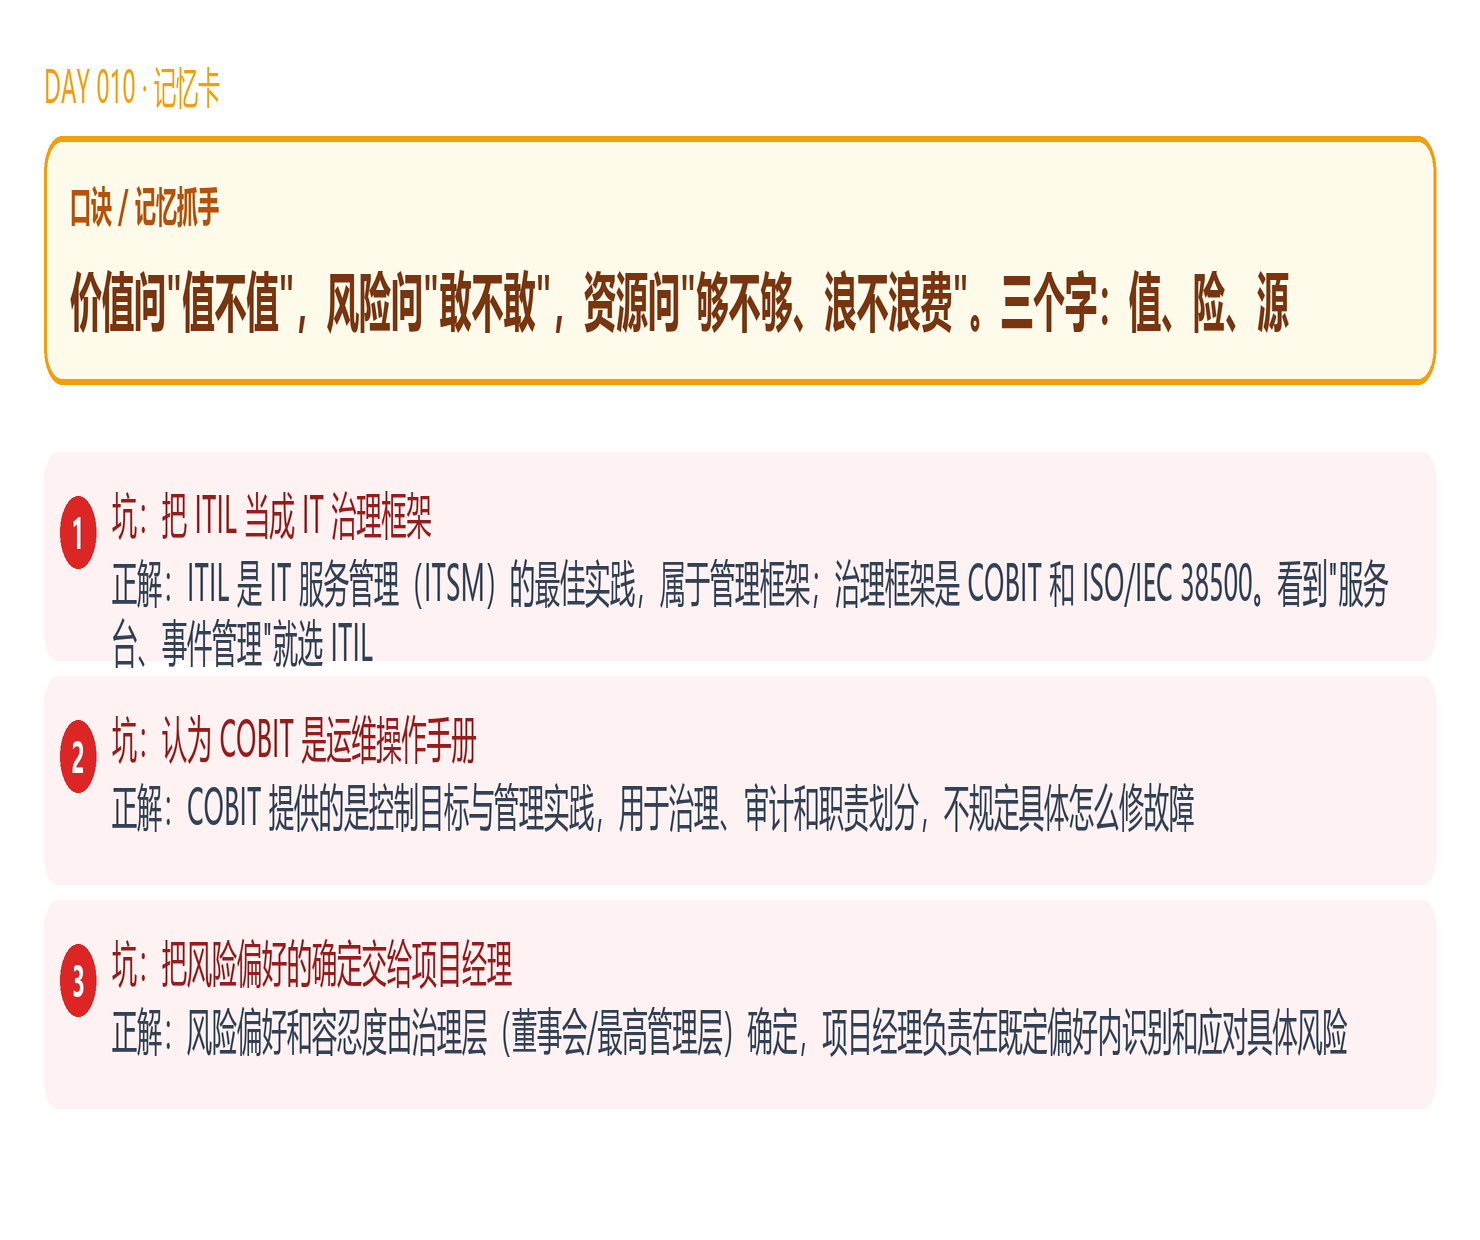 DAY 010 · 记忆卡
口诀 / 记忆抓手
价值问"值不值"，风险问"敢不敢"，资源问"够不够、浪不浪费"。三个字：值、险、源
1
坑：把 ITIL 当成 IT 治理框架
正解：ITIL 是 IT 服务管理（ITSM）的最佳实践，属于管理框架；治理框架是 COBIT 和 ISO/IEC 38500。看到"服务
台、事件管理"就选 ITIL
2
坑：认为 COBIT 是运维操作手册
正解：COBIT 提供的是控制目标与管理实践，用于治理、审计和职责划分，不规定具体怎么修故障
3
坑：把风险偏好的确定交给项目经理
正解：风险偏好和容忍度由治理层（董事会/最高管理层）确定，项目经理负责在既定偏好内识别和应对具体风险